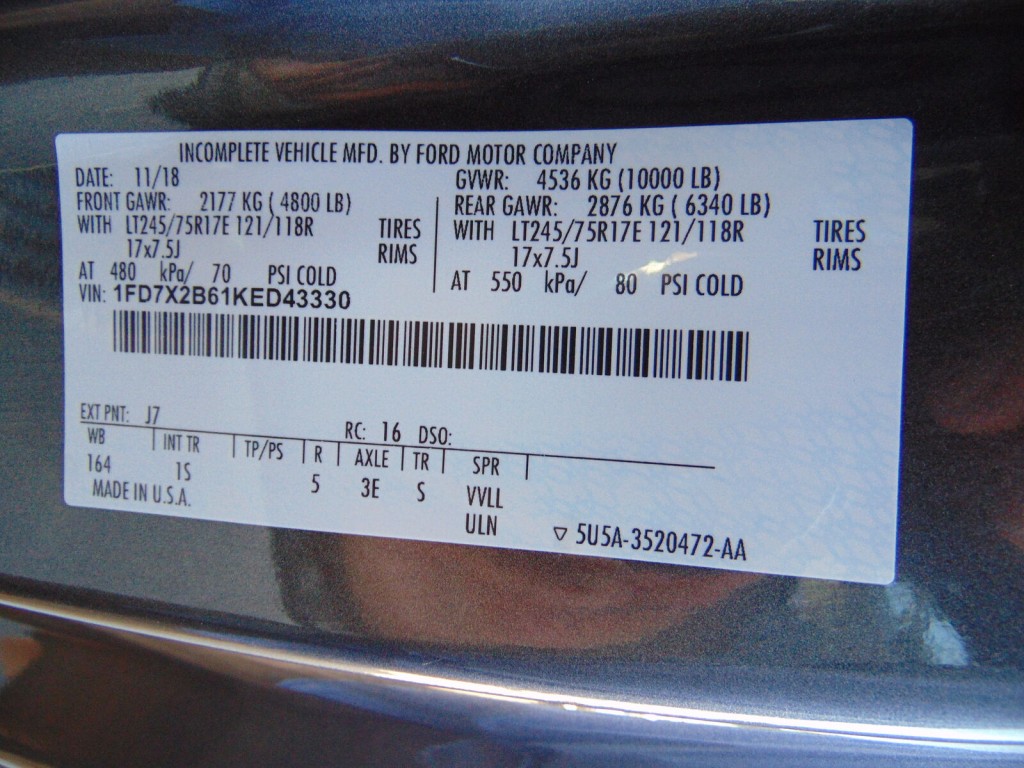 INCOMPLETE VEHICLE MFD. BY FORD MOTOR COMPANY
DATE: 11/18 GVWR: 4536 KG (10000 LB)
FRONT GAWR: 2177 KG ( 4800 LB) REAR GAWR: 2876 KG ( 6340 LB)
WITH LT245/75R17E 121/118R TIRES WITH LT245/75R17E 121/118R TIRES
17x7.5J RIMS 17x7.5J RIMS
AT 480 kPa/ 70 PSI COLD AT 550 kPa/ 80 PSI COLD
VIN: 1FD7X2B61KED43330
EXT PNT: J7 RC: 16 DSO:
WB INT TR TP/PS R AXLE TR SPR
164 1S 5 3E S VVLL
MADE IN U.S.A. ULN
▽ 5U5A-3520472-AA